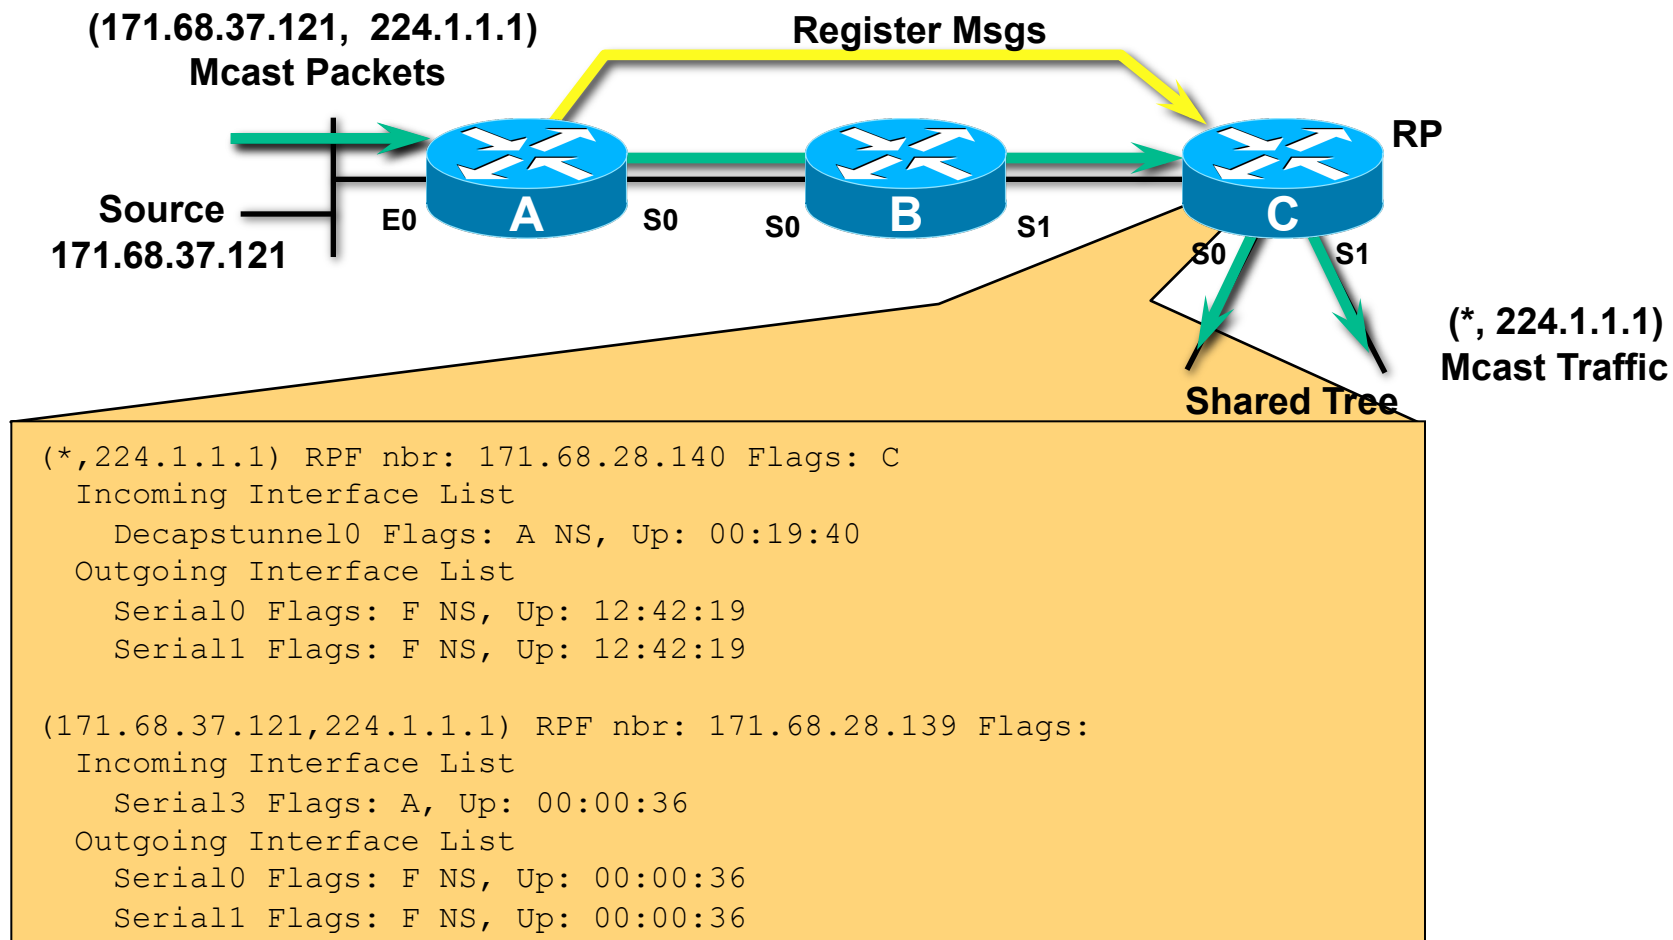 (171.68.37.121, 224.1.1.1)
Mcast Packets
Register Msgs
RP
Source
171.68.37.121
E0
A
S0
S0
B
S1
C
S0
S1
(*, 224.1.1.1)
Mcast Traffic
Shared Tree
(*,224.1.1.1) RPF nbr: 171.68.28.140 Flags: C
Incoming Interface List
Decapstunnel0 Flags: A NS, Up: 00:19:40
Outgoing Interface List
Serial0 Flags: F NS, Up: 12:42:19
Serial1 Flags: F NS, Up: 12:42:19
(171.68.37.121,224.1.1.1) RPF nbr: 171.68.28.139 Flags:
Incoming Interface List
Serial3 Flags: A, Up: 00:00:36
Outgoing Interface List
Serial0 Flags: F NS, Up: 00:00:36
Serial1 Flags: F NS, Up: 00:00:36